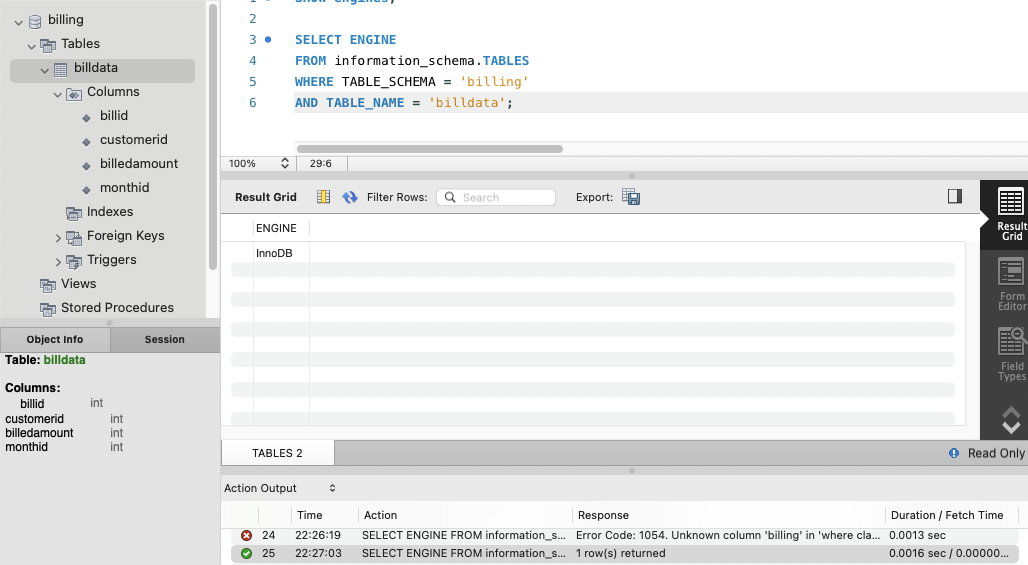 billing
Tables
billdata
Columns
billid
customerid
billedamount
monthid
Indexes
Foreign Keys
Triggers
Views
Stored Procedures
Object Info Session
Table: billdata
Columns:
billid int
customerid int
billedamount int
monthid int
2
3 SELECT ENGINE
4 FROM information_schema.TABLES
5 WHERE TABLE_SCHEMA = 'billing'
6 AND TABLE_NAME = 'billdata';
100% 29:6
Result Grid Filter Rows: Search Export:
ENGINE
InnoDB
Result
Grid
Form
Editor
Field
Types
TABLES 2 Read Only
Action Output
Time Action Response Duration / Fetch Time
24 22:26:19 SELECT ENGINE FROM information_s... Error Code: 1054. Unknown column 'billing' in 'where cla... 0.0013 sec
25 22:27:03 SELECT ENGINE FROM information_s... 1 row(s) returned 0.0016 sec / 0.00000...